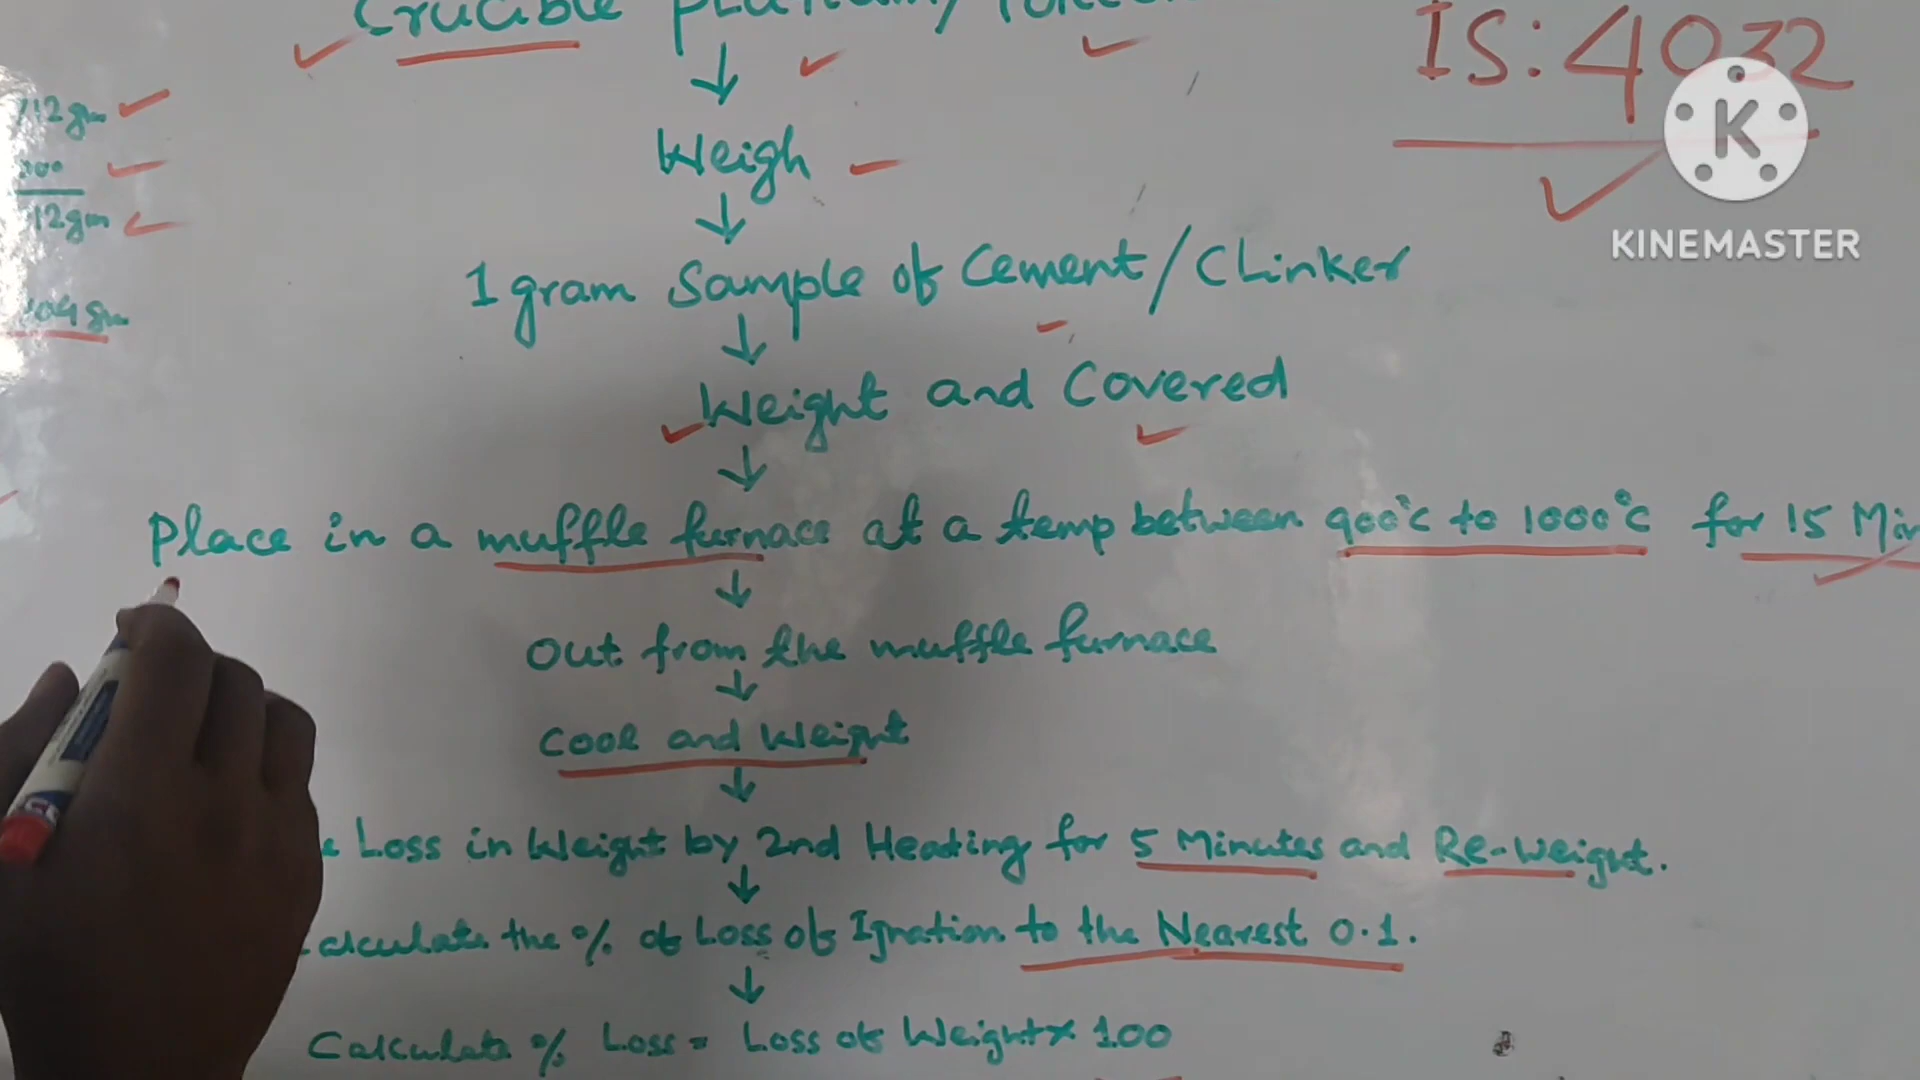 Crucible
IS: 4032
KINEMASTER
Weigh
12gm
1 gram Sample of Cement/Clinker
Weight and Covered
Place in a muffle furnace at a temp between 900°c to 1000°c for 15 Min
Out from the muffle furnace
Cool and Weight
Loss in Weight by 2nd Heating for 5 Minutes and Re-Weight.
Calculate the % of Loss of Ignation to the Nearest 0.1.
Calculate % Loss = Loss of Weight × 100